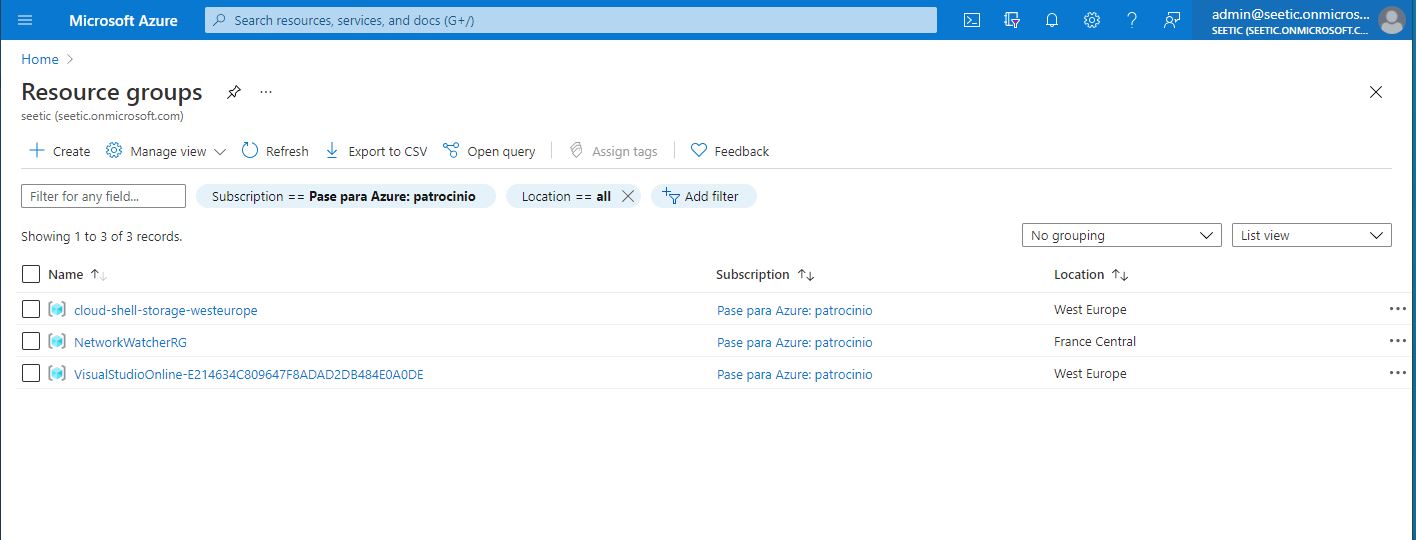 Microsoft Azure
Search resources, services, and docs (G+/)
admin@seetic.onmicros...
SEETIC (SEETIC.ONMICROSOFT.C...
Home
Resource groups
seetic (seetic.onmicrosoft.com)
Create Manage view Refresh Export to CSV Open query Assign tags Feedback
Filter for any field... Subscription == Pase para Azure: patrocinio Location == all Add filter
Showing 1 to 3 of 3 records. No grouping List view
Name Subscription Location
cloud-shell-storage-westeurope Pase para Azure: patrocinio West Europe
NetworkWatcherRG Pase para Azure: patrocinio France Central
VisualStudioOnline-E214634C809647F8ADAD2DB484E0A0DE Pase para Azure: patrocinio West Europe